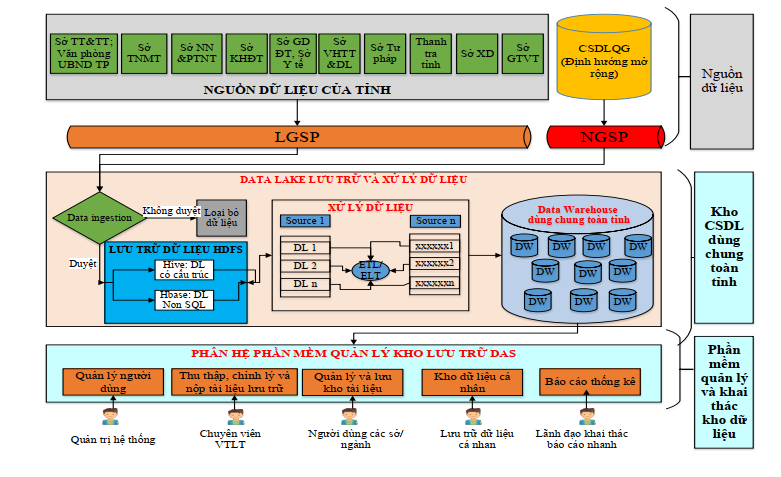 Sở TT&TT;
Văn phòng
UBND TP
Sở
TNMT
Sở NN
&PTNT
Sở
KHĐT
Sở GD
ĐT, Sở
Y tế
Sở
VHTT
&DL
Sở Tư
pháp
Thanh
tra
tỉnh
Sở XD
Sở
GTVT
NGUỒN DỮ LIỆU CỦA TỈNH
CSDLQG
(Định hướng mở
rộng)
Nguồn
dữ liệu
LGSP
NGSP
DATA LAKE LƯU TRỮ VÀ XỬ LÝ DỮ LIỆU
Data ingestion
Không duyệt
Loại bỏ
dữ liệu
Duyệt
LƯU TRỮ DỮ LIỆU HDFS
Hive: DL
có cấu trúc
Hbase: DL
Non SQL
XỬ LÝ DỮ LIỆU
Source 1
Source n
DL 1
DL 2
DL n
ETL/
ELT
xxxxxx1
xxxxxx2
xxxxxxn
Data Warehouse
dùng chung toàn tỉnh
DW
DW
DW
DW
DW
DW
DW
DW
DW
DW
Kho
CSDL
dùng
chung
toàn
tỉnh
PHÂN HỆ PHẦN MỀM QUẢN LÝ KHO LƯU TRỮ DAS
Quản lý người
dùng
Thu thập, chỉnh lý và
nộp tài liệu lưu trữ
Quản lý và lưu
kho tài liệu
Kho dữ liệu cá
nhân
Báo cáo thống kê
Phần
mềm
quản lý
và khai
thác
kho dữ
liệu
Quản trị hệ thống
Chuyên viên
VTLT
Người dùng các sở/
ngành
Lưu trữ dữ liệu
cá nhan
Lãnh đạo khai thác
báo cáo nhanh